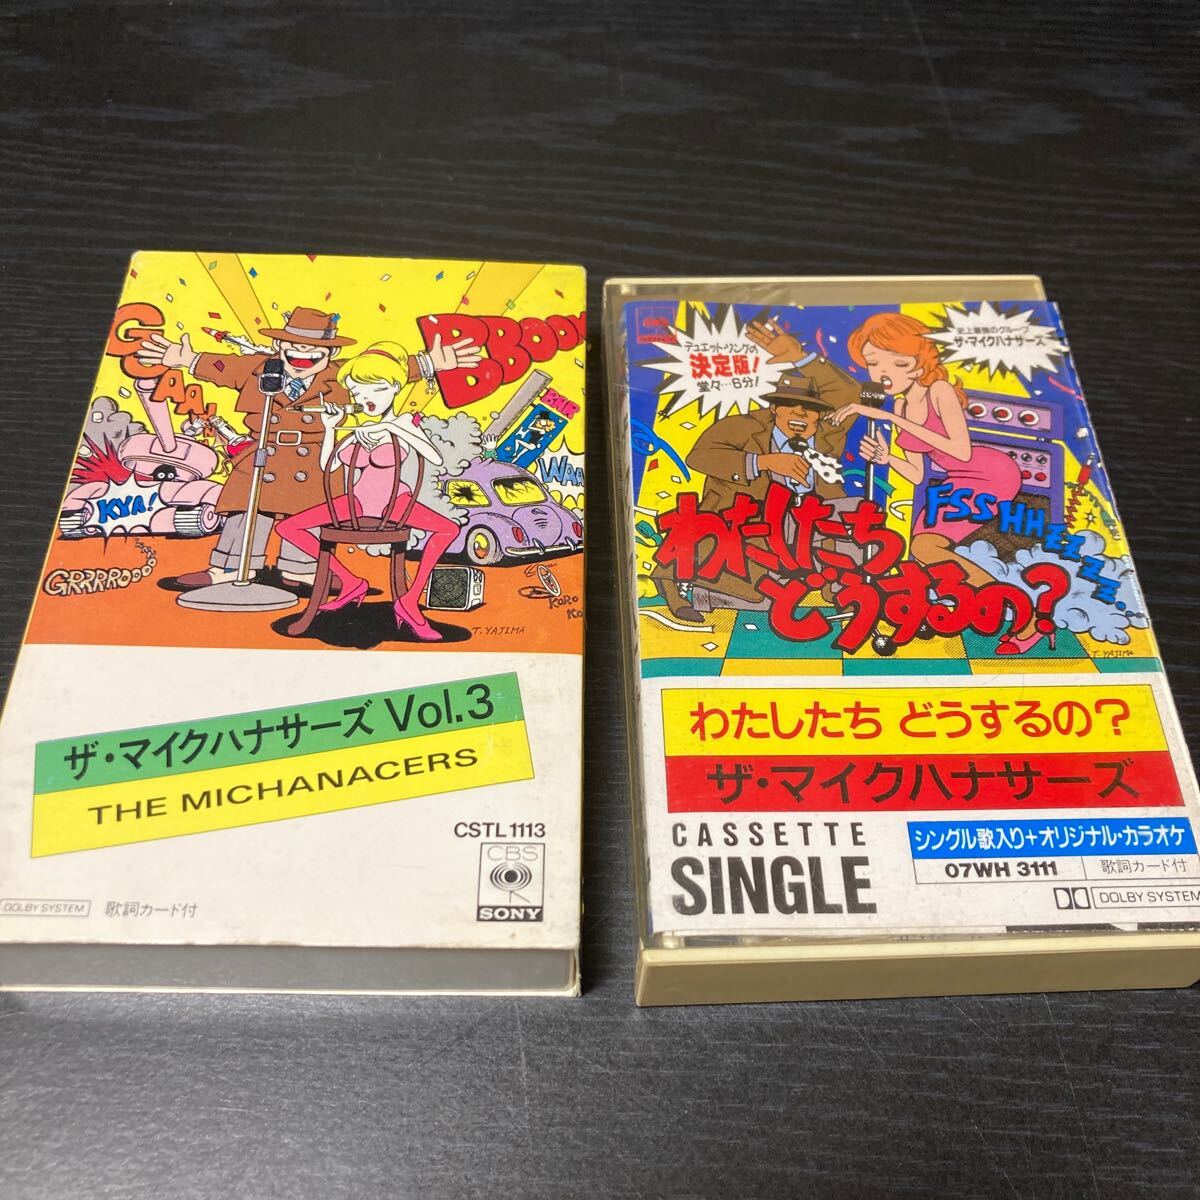 GGAAA!
BBOOM
BAR
WAA
KYA!
GRRRROOO
KORO
KO
T.YAJIMA
ザ・マイクハナサーズ Vol.3
THE MICHANACERS
CSTL 1113
CBS
SONY
DOLBY SYSTEM
歌詞カード付
SONY
デュエット・ソングの
決定版!
堂々…6分!
史上最強のグループ
ザ・マイクハナサーズ
FSSHHZZZZZ.
わたしたち
どうするの?
T.YAJIMA
わたしたち どうするの?
ザ・マイクハナサーズ
CASSETTE
SINGLE
シングル歌入り+オリジナル・カラオケ
07WH 3111
歌詞カード付
DOLBY SYSTEM